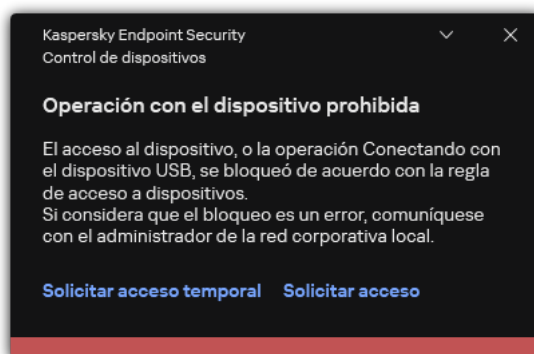 Kaspersky Endpoint Security
Control de dispositivos
Operación con el dispositivo prohibida
El acceso al dispositivo, o la operación Conectando con
el dispositivo USB, se bloqueó de acuerdo con la regla
de acceso a dispositivos.
Si considera que el bloqueo es un error, comuníquese
con el administrador de la red corporativa local.
Solicitar acceso temporal Solicitar acceso